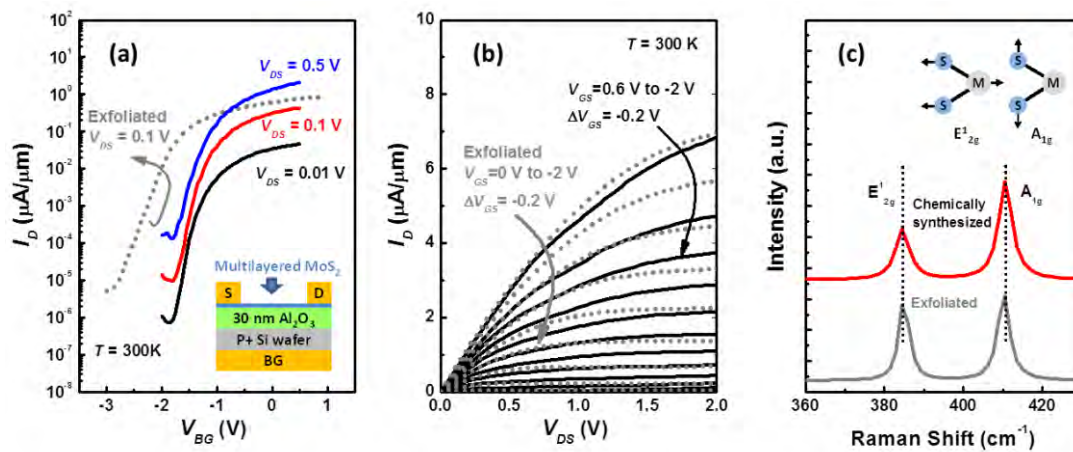 (a)
V_DS = 0.5 V
Exfoliated
V_DS = 0.1 V
V_DS = 0.1 V
V_DS = 0.01 V
Multilayered MoS₂
S
D
30 nm Al₂O₃
P+ Si wafer
BG
T = 300K
10²
10¹
10⁰
10⁻¹
10⁻²
10⁻³
10⁻⁴
10⁻⁵
10⁻⁶
10⁻⁷
10⁻⁸
I_D (µA/µm)
-3 -2 -1 0 1
V_BG (V)
(b)
T = 300 K
V_GS = 0.6 V to -2 V
ΔV_GS = -0.2 V
Exfoliated
V_GS=0 V to -2 V
ΔV_GS = -0.2 V
8
6
4
2
0
I_D (µA/µm)
0.0 0.5 1.0 1.5 2.0
V_DS (V)
(c)
S
S
M
S
S
M
E¹₂g
A₁g
E¹₂g
Chemically
synthesized
A₁g
Exfoliated
Intensity (a.u.)
360 380 400 420
Raman Shift (cm⁻¹)